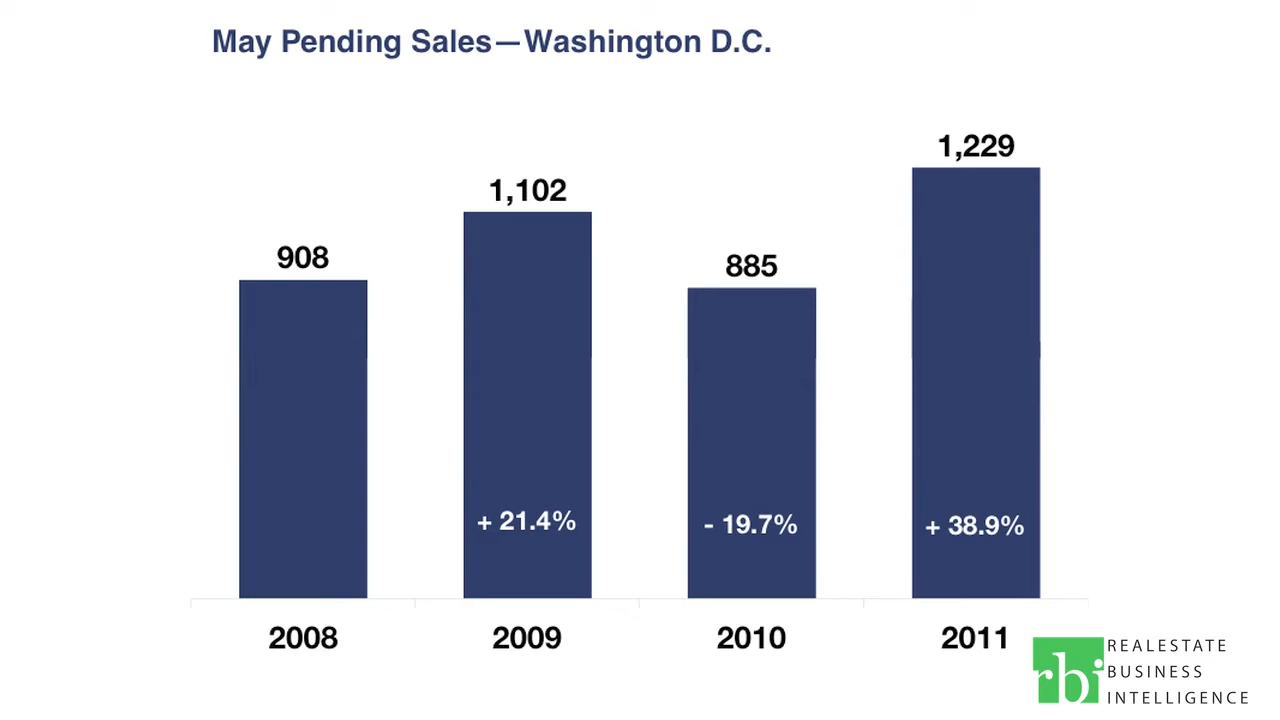 May Pending Sales—Washington D.C.
1,229
1,102
908
885
+ 21.4%
- 19.7%
+ 38.9%
2008 2009 2010 2011
rbi
REALESTATE
BUSINESS
INTELLIGENCE